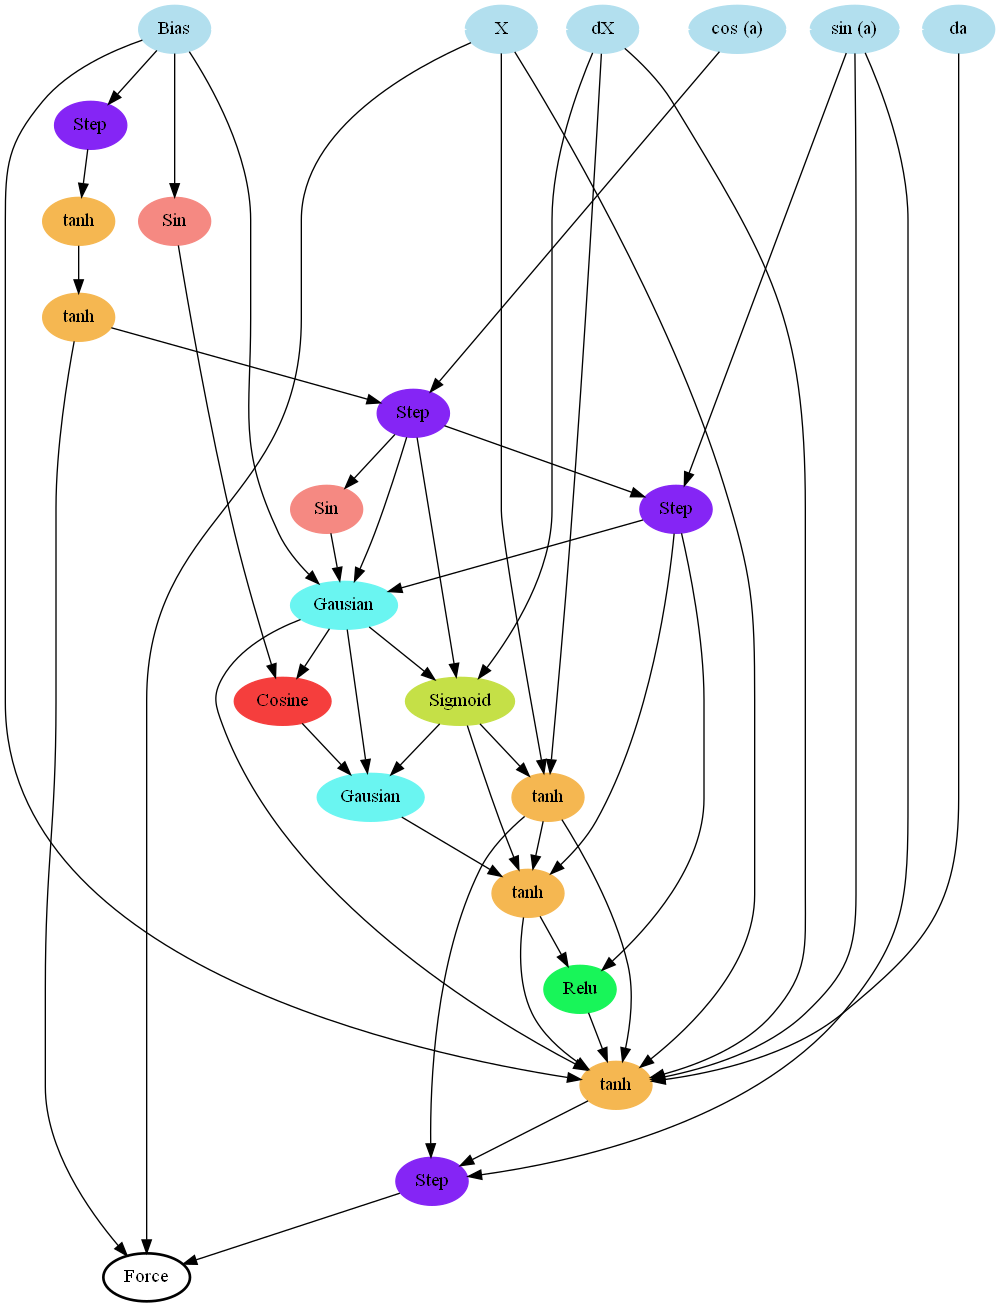 Bias
X
dX
cos (a)
sin (a)
da
Step
tanh
Sin
tanh
Step
Sin
Step
Gausian
Cosine
Sigmoid
Gausian
tanh
tanh
Relu
tanh
Step
Force